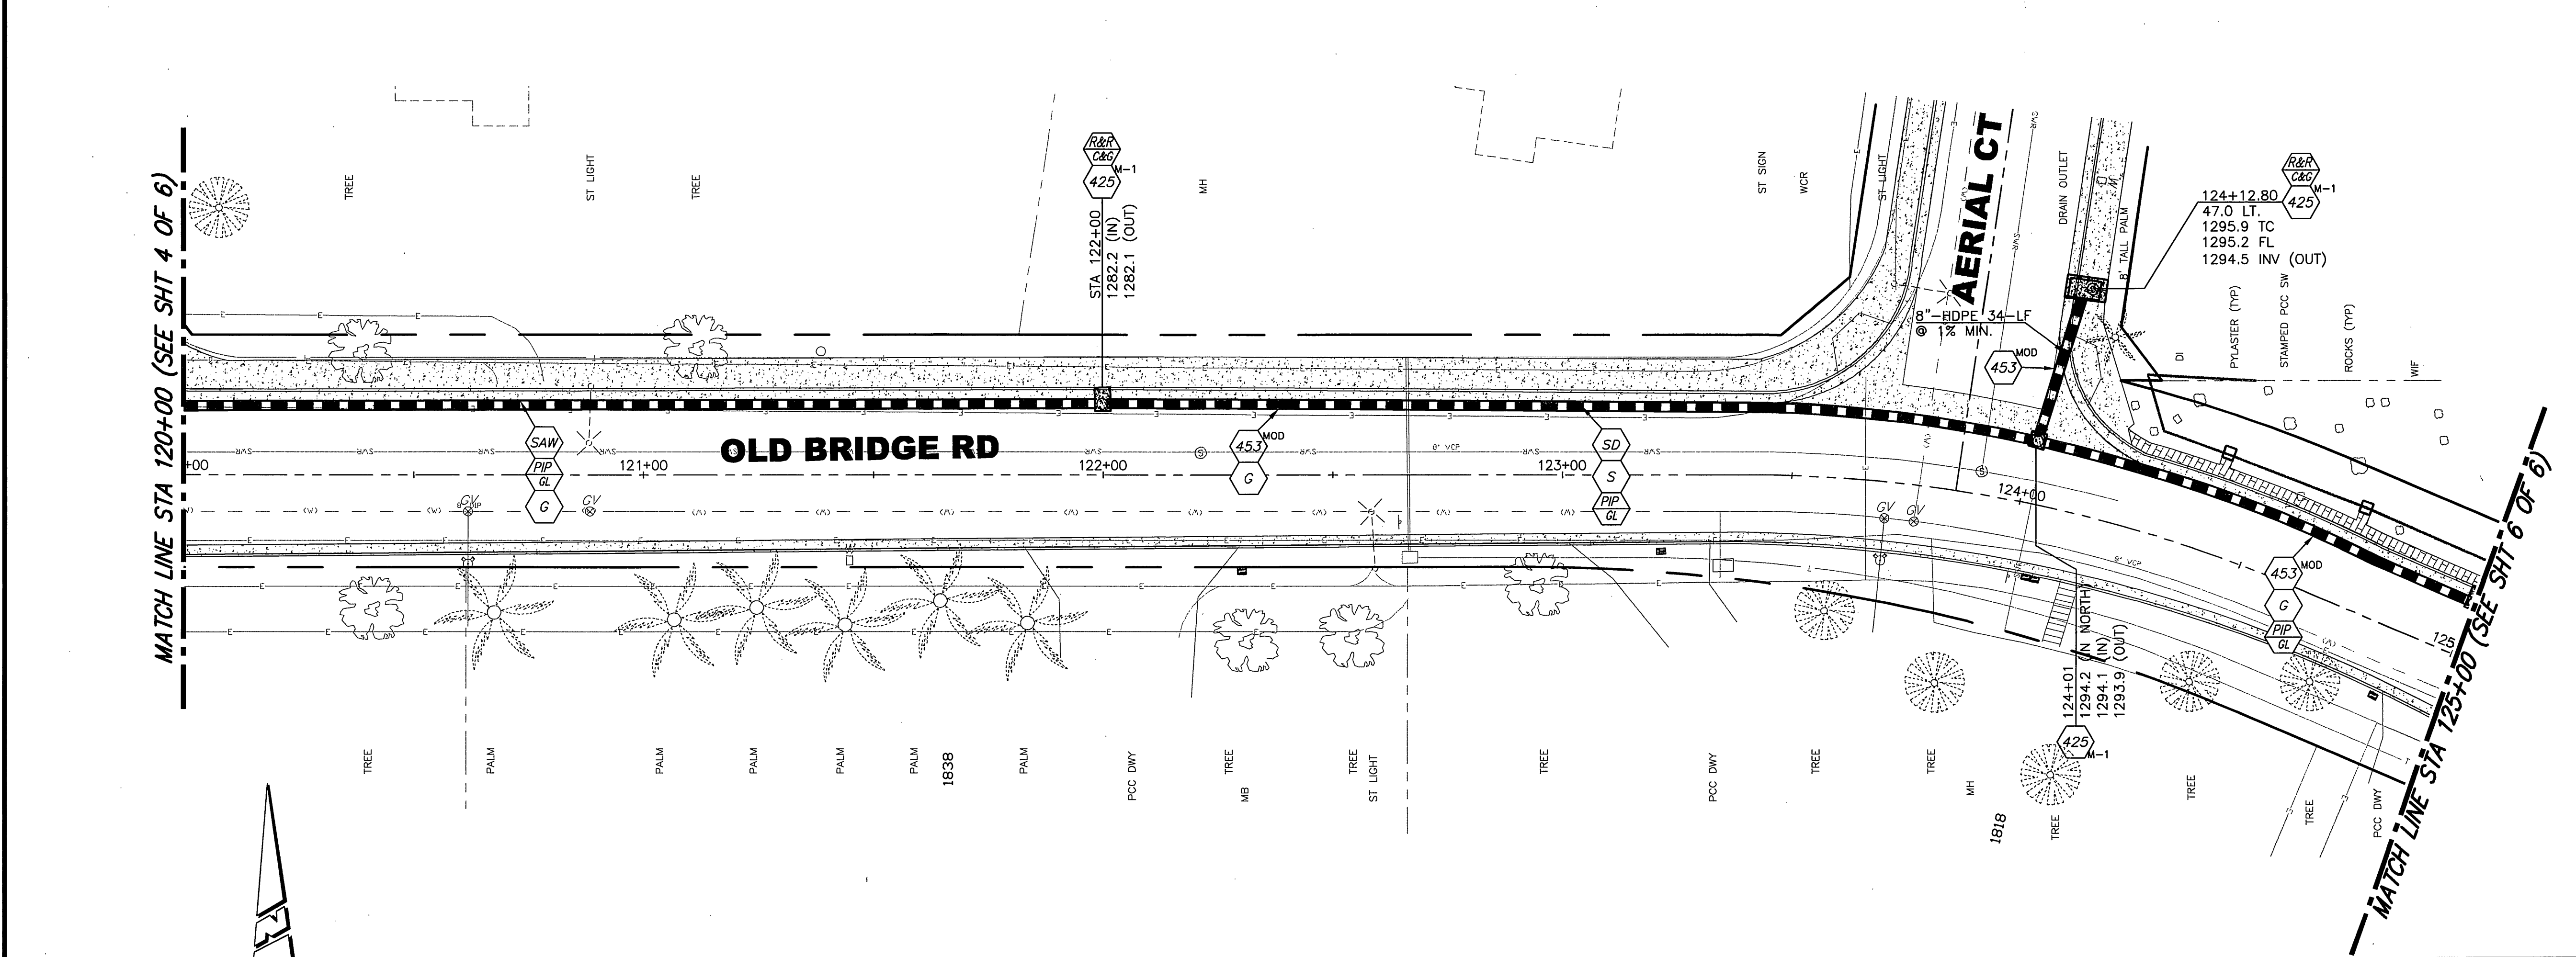 MATCH LINE STA 120+00 (SEE SHT 4 OF 6)
TREE
ST LIGHT
TREE
R&R
C&G
425
M-1
STA 122+00
1282.2 (IN)
1282.1 (OUT)
MH
ST SIGN
WCR
ST LIGHT
AERIAL CT
DRAIN OUTLET
8' TALL PALM
R&R
C&G
425
M-1
124+12.80
47.0 LT.
1295.9 TC
1295.2 FL
1294.5 INV (OUT)
DI
PYLASTER (TYP)
STAMPED PCC SW
ROCKS (TYP)
WIF
8"-HDPE 34-LF
@ 1% MIN.
453
MOD
SAW
PIP
GL
G
OLD BRIDGE RD
+00
121+00
122+00
123+00
124+00
125
453
MOD
G
SD
S
PIP
GL
8" VCP
8" VCP
GV
GV
GV
GV
453
MOD
G
PIP
GL
124+01
1294.2 (IN NORTH)
1294.1 (IN)
1293.9 (OUT)
425
M-1
TREE
PALM
PALM
PALM
PALM
PALM
1838
PALM
PCC DWY
TREE
MB
TREE
ST LIGHT
TREE
PCC DWY
TREE
TREE
MH
1818
TREE
TREE
TREE
PCC DWY
MATCH LINE STA 125+00 (SEE SHT 6 OF 6)
N